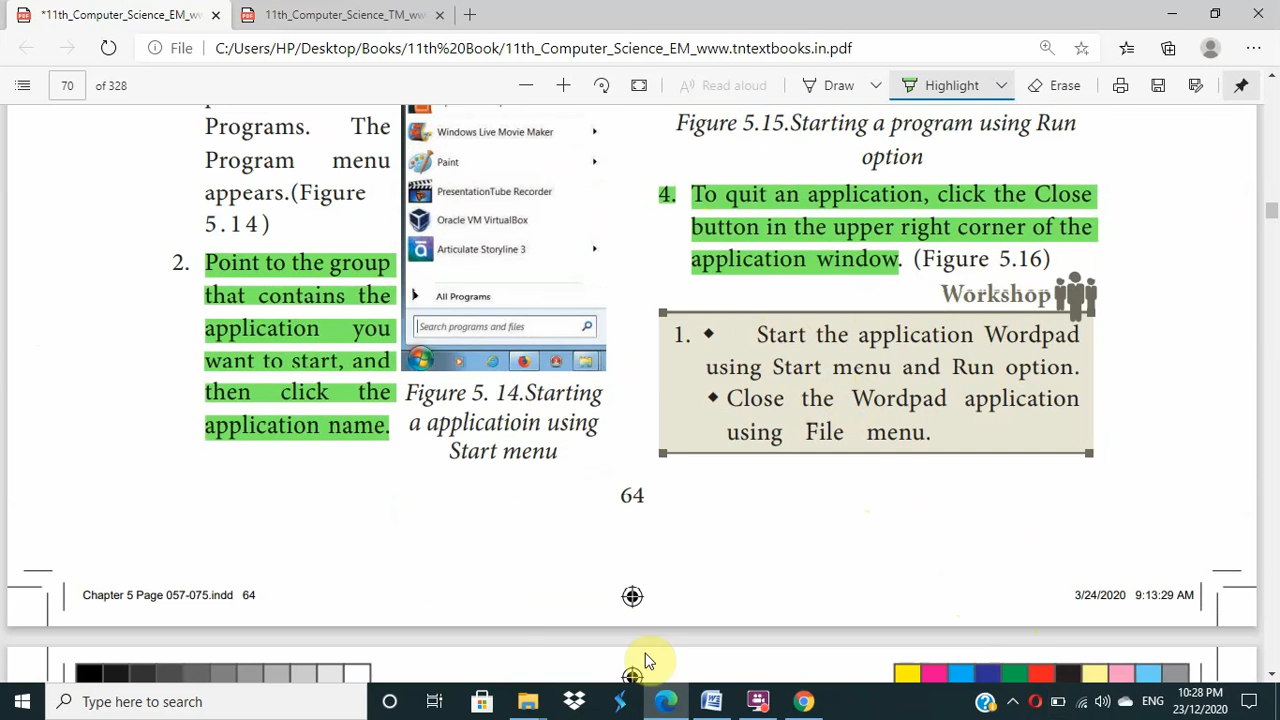 *11th_Computer_Science_EM_ww
11th_Computer_Science_TM_ww
File
C:/Users/HP/Desktop/Books/11th%20Book/11th_Computer_Science_EM_www.tntextbooks.in.pdf
70 of 328
Read aloud
Draw
Highlight
Erase
Programs. The
Program menu
appears.(Figure
5.14)
2. Point to the group
that contains the
application you
want to start, and
then click the
application name.
Windows Live Movie Maker
Paint
PresentationTube Recorder
Oracle VM VirtualBox
Articulate Storyline 3
All Programs
Search programs and files
Figure 5. 14.Starting
a applicatioin using
Start menu
Figure 5.15.Starting a program using Run
option
4. To quit an application, click the Close
button in the upper right corner of the
application window. (Figure 5.16)
Workshop
1. ◆ Start the application Wordpad
using Start menu and Run option.
◆ Close the Wordpad application
using File menu.
64
Chapter 5 Page 057-075.indd 64
3/24/2020 9:13:29 AM
Type here to search
ENG
10:28 PM
23/12/2020